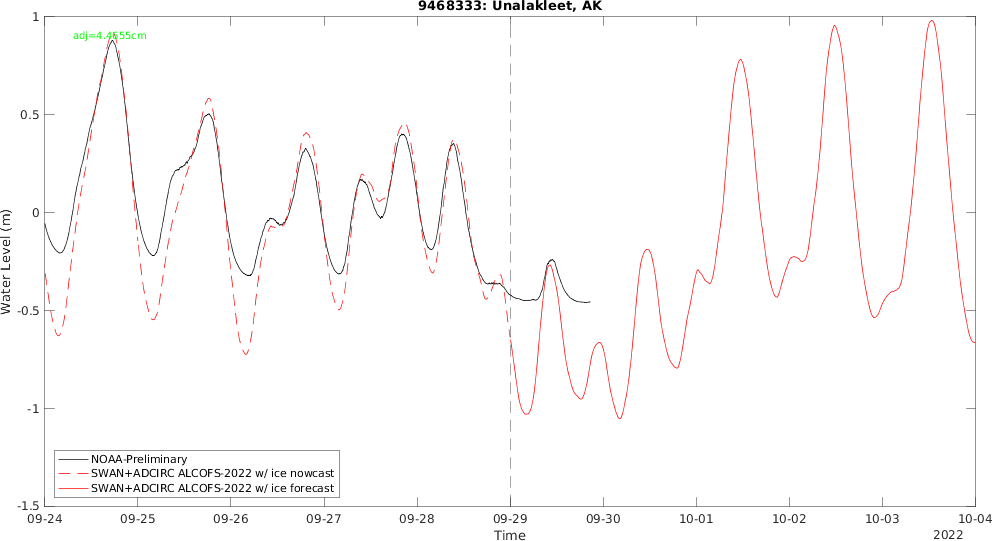 9468333: Unalakleet, AK
adj=4.4655cm
1
0.5
0
-0.5
-1
-1.5
Water Level (m)
NOAA-Preliminary
SWAN+ADCIRC ALCOFS-2022 w/ ice nowcast
SWAN+ADCIRC ALCOFS-2022 w/ ice forecast
09-24 09-25 09-26 09-27 09-28 09-29 09-30 10-01 10-02 10-03 10-04
Time
2022